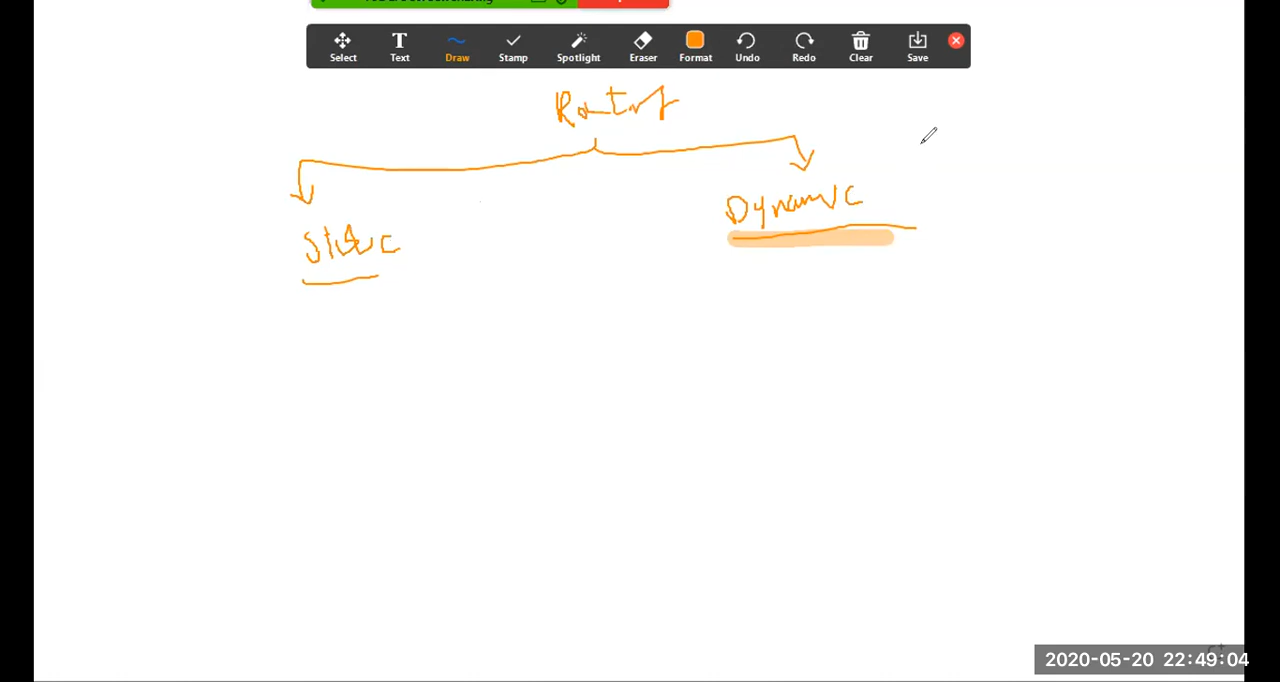 Select Text Draw Stamp Spotlight Eraser Format Undo Redo Clear Save
Dynamic
Static
2020-05-20 22:49:04